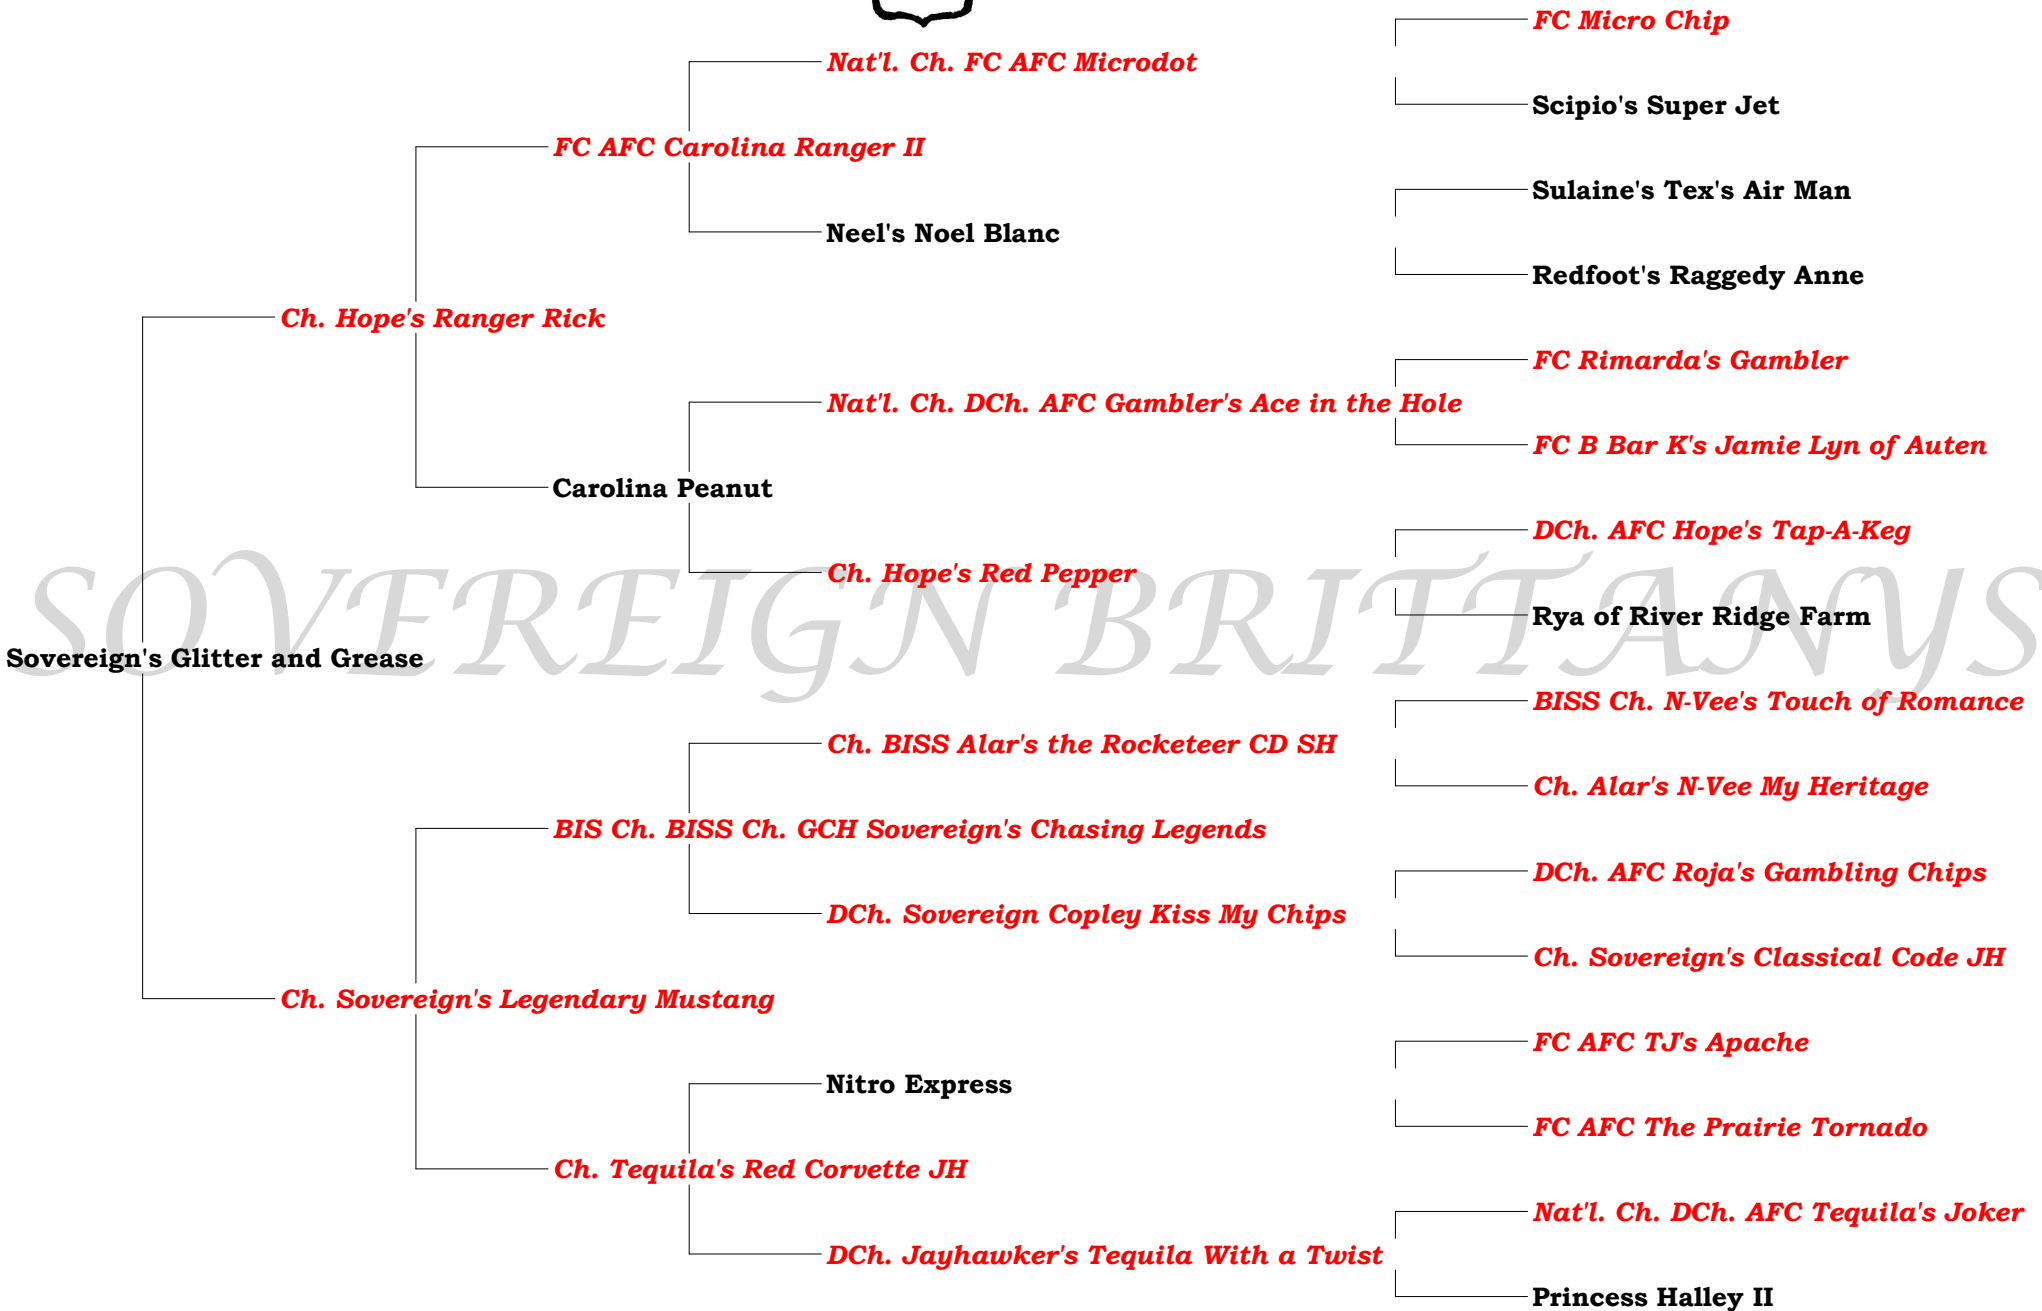 FC Micro Chip
Nat'l. Ch. FC AFC Microdot
Scipio's Super Jet
FC AFC Carolina Ranger II
Sulaine's Tex's Air Man
Neel's Noel Blanc
Redfoot's Raggedy Anne
Ch. Hope's Ranger Rick
FC Rimarda's Gambler
Nat'l. Ch. DCh. AFC Gambler's Ace in the Hole
FC B Bar K's Jamie Lyn of Auten
Carolina Peanut
DCh. AFC Hope's Tap-A-Keg
Ch. Hope's Red Pepper
Rya of River Ridge Farm
SOVEREIGN BRITTANYS
Sovereign's Glitter and Grease
BISS Ch. N-Vee's Touch of Romance
Ch. BISS Alar's the Rocketeer CD SH
Ch. Alar's N-Vee My Heritage
BIS Ch. BISS Ch. GCH Sovereign's Chasing Legends
DCh. AFC Roja's Gambling Chips
DCh. Sovereign Copley Kiss My Chips
Ch. Sovereign's Classical Code JH
Ch. Sovereign's Legendary Mustang
FC AFC TJ's Apache
Nitro Express
FC AFC The Prairie Tornado
Ch. Tequila's Red Corvette JH
Nat'l. Ch. DCh. AFC Tequila's Joker
DCh. Jayhawker's Tequila With a Twist
Princess Halley II